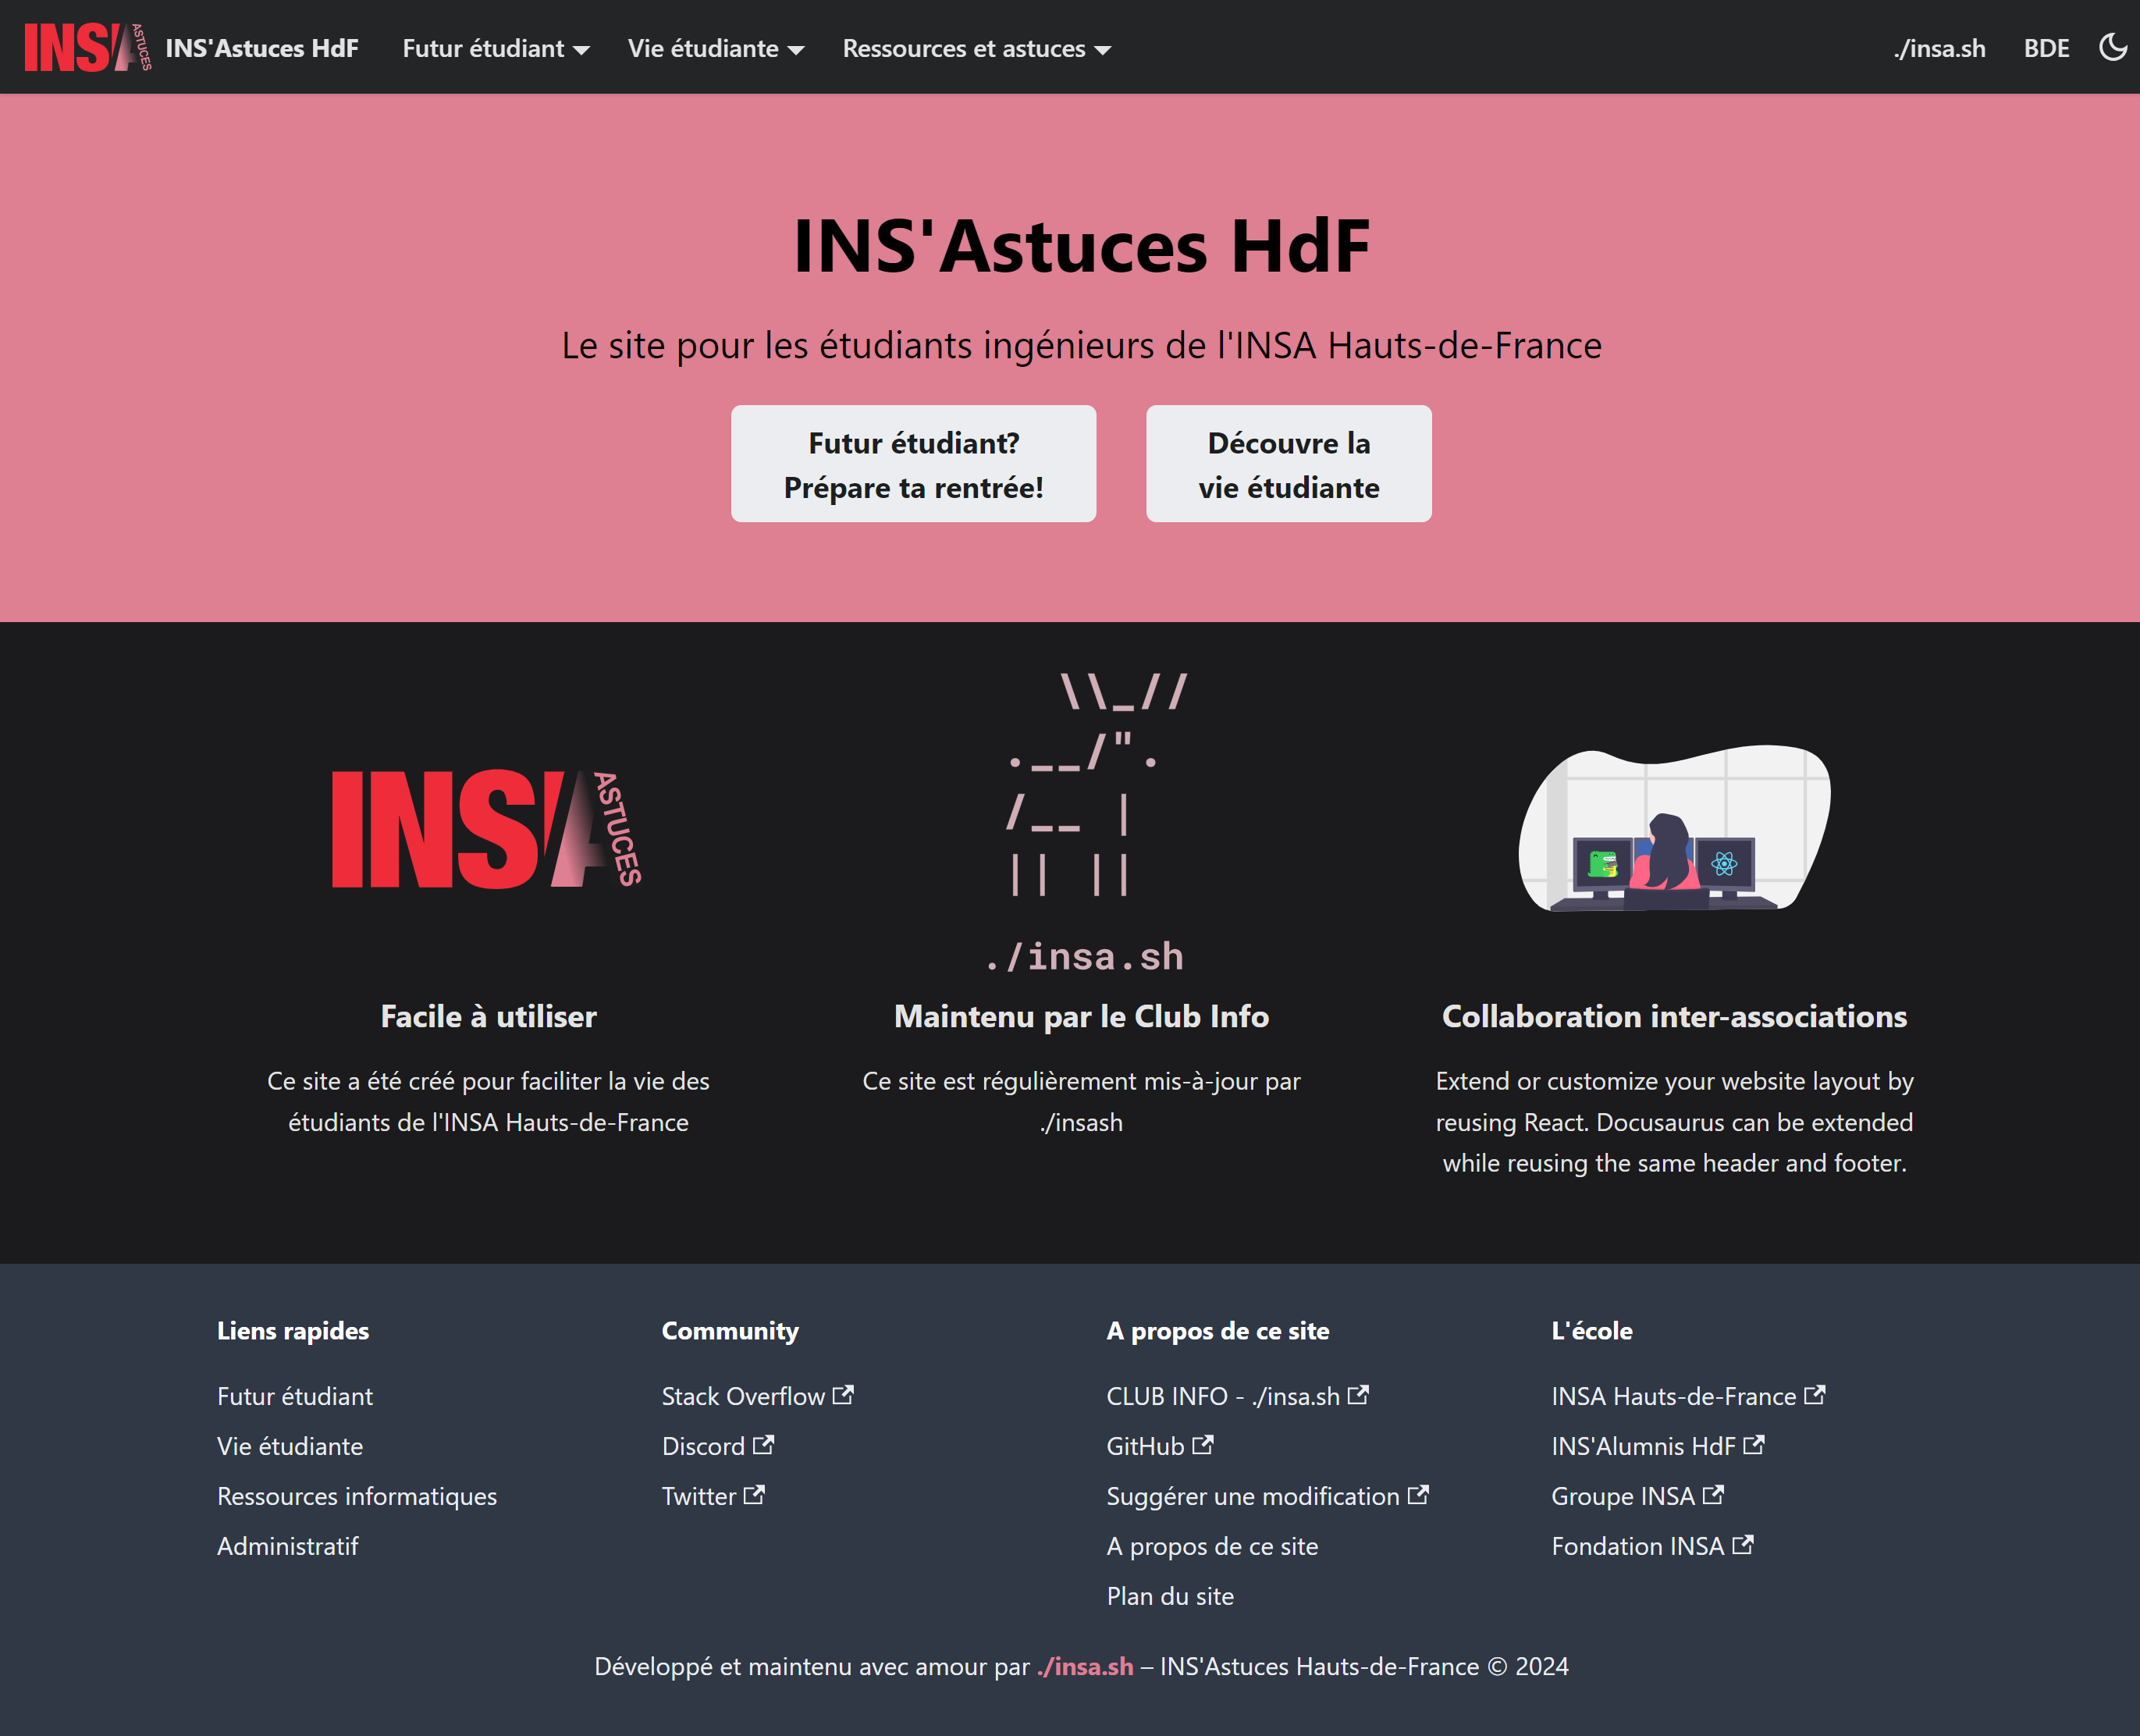 INSA ASTUCES INS'Astuces HdF Futur étudiant Vie étudiante Ressources et astuces ./insa.sh BDE
INS'Astuces HdF
Le site pour les étudiants ingénieurs de l'INSA Hauts-de-France
Futur étudiant?
Prépare ta rentrée!
Découvre la
vie étudiante
INSA ASTUCES
\\_//
.__/".
/__ |
|| ||
./insa.sh
Facile à utiliser
Ce site a été créé pour faciliter la vie des
étudiants de l'INSA Hauts-de-France
Maintenu par le Club Info
Ce site est régulièrement mis-à-jour par
./insash
Collaboration inter-associations
Extend or customize your website layout by
reusing React. Docusaurus can be extended
while reusing the same header and footer.
Liens rapides
Futur étudiant
Vie étudiante
Ressources informatiques
Administratif
Community
Stack Overflow
Discord
Twitter
A propos de ce site
CLUB INFO - ./insa.sh
GitHub
Suggérer une modification
A propos de ce site
Plan du site
L'école
INSA Hauts-de-France
INS'Alumnis HdF
Groupe INSA
Fondation INSA
Développé et maintenu avec amour par ./insa.sh – INS'Astuces Hauts-de-France © 2024